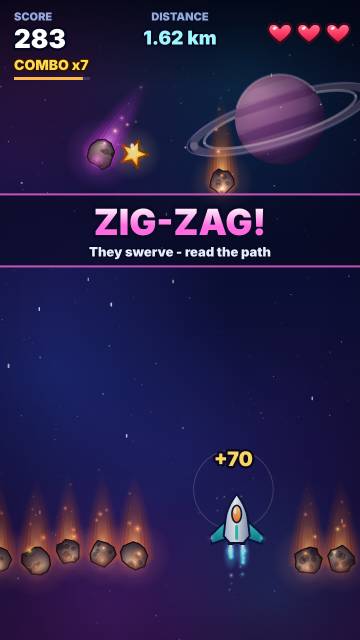 SCORE
283
COMBO x7
DISTANCE
1.62 km
ZIG-ZAG!
They swerve - read the path
+70